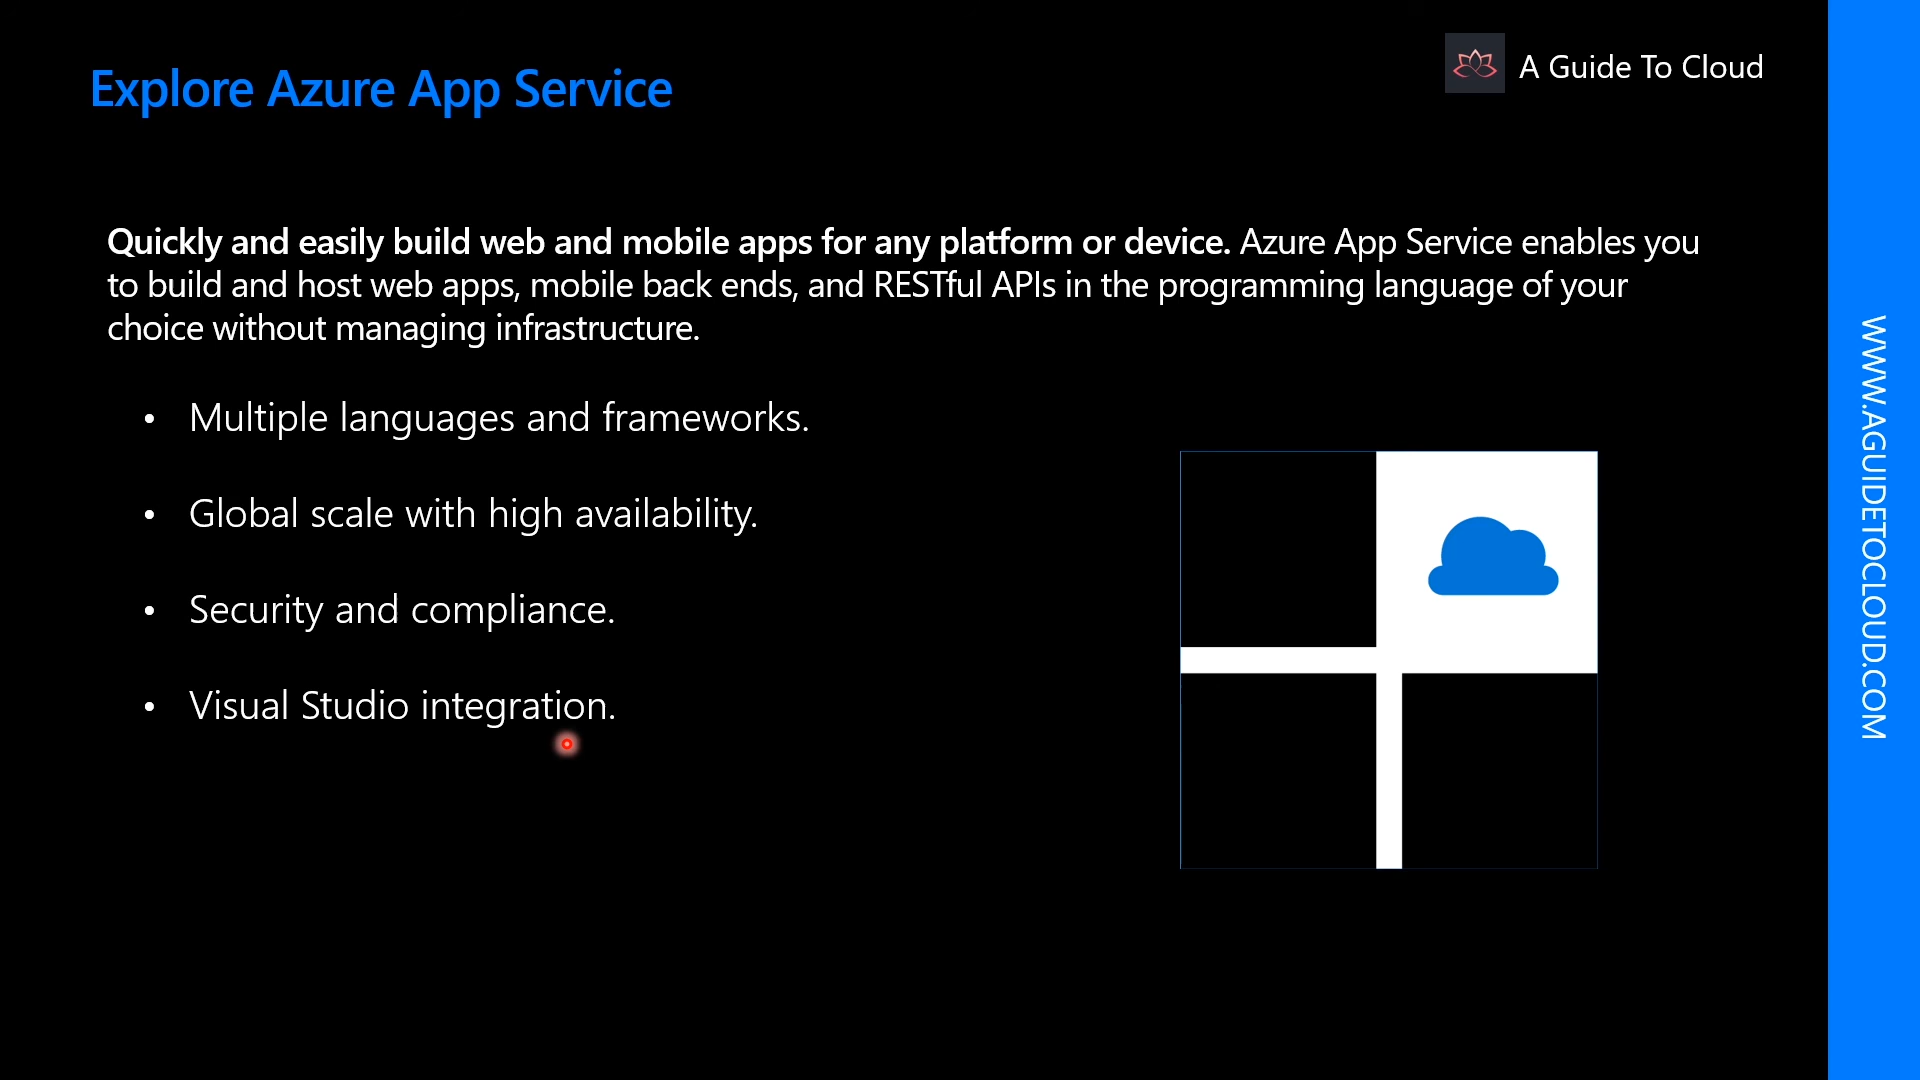 Explore Azure App Service
A Guide To Cloud
Quickly and easily build web and mobile apps for any platform or device. Azure App Service enables you
to build and host web apps, mobile back ends, and RESTful APIs in the programming language of your
choice without managing infrastructure.
• Multiple languages and frameworks.
• Global scale with high availability.
• Security and compliance.
• Visual Studio integration.
WWW.AGUIDETOCLOUD.COM